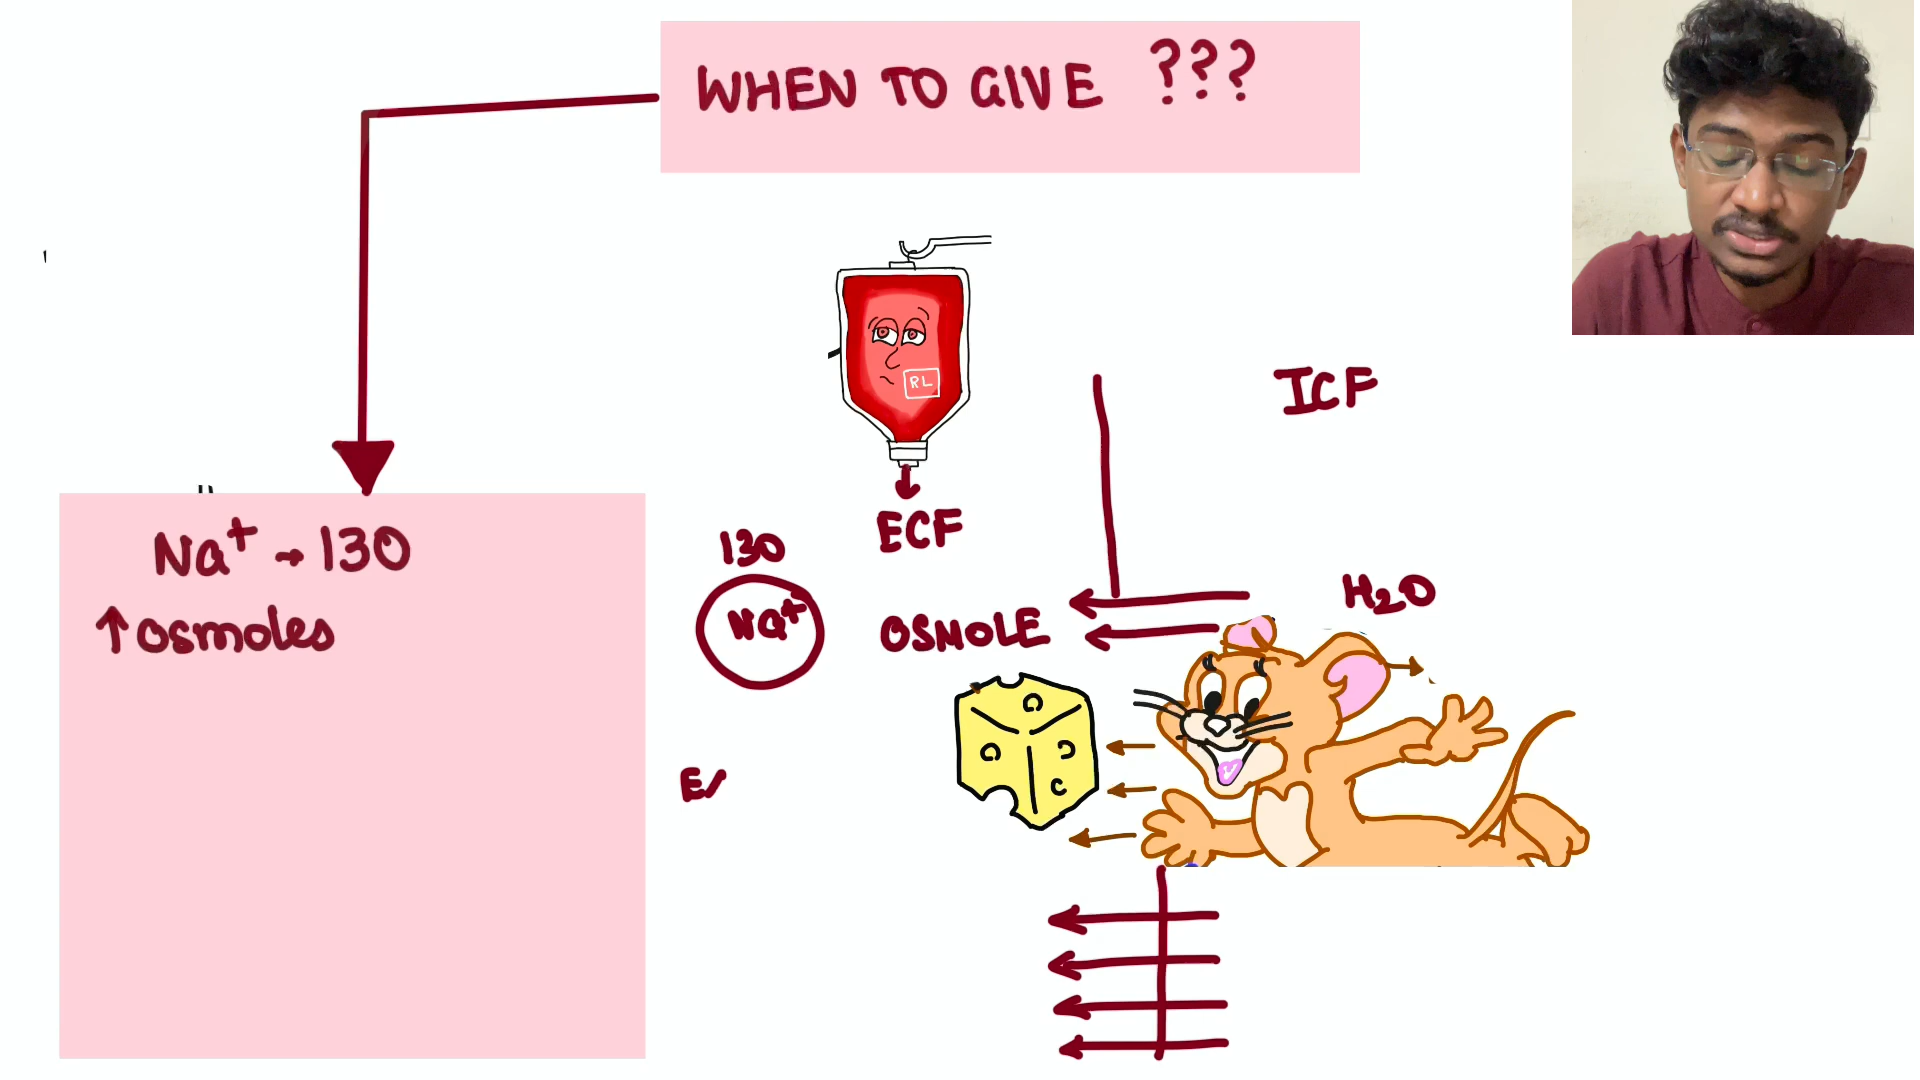 WHEN TO GIVE ???
RL
ICF
ECF
Na+ → 130
130
Na+
H2O
↑ osmoles
OSMOLE